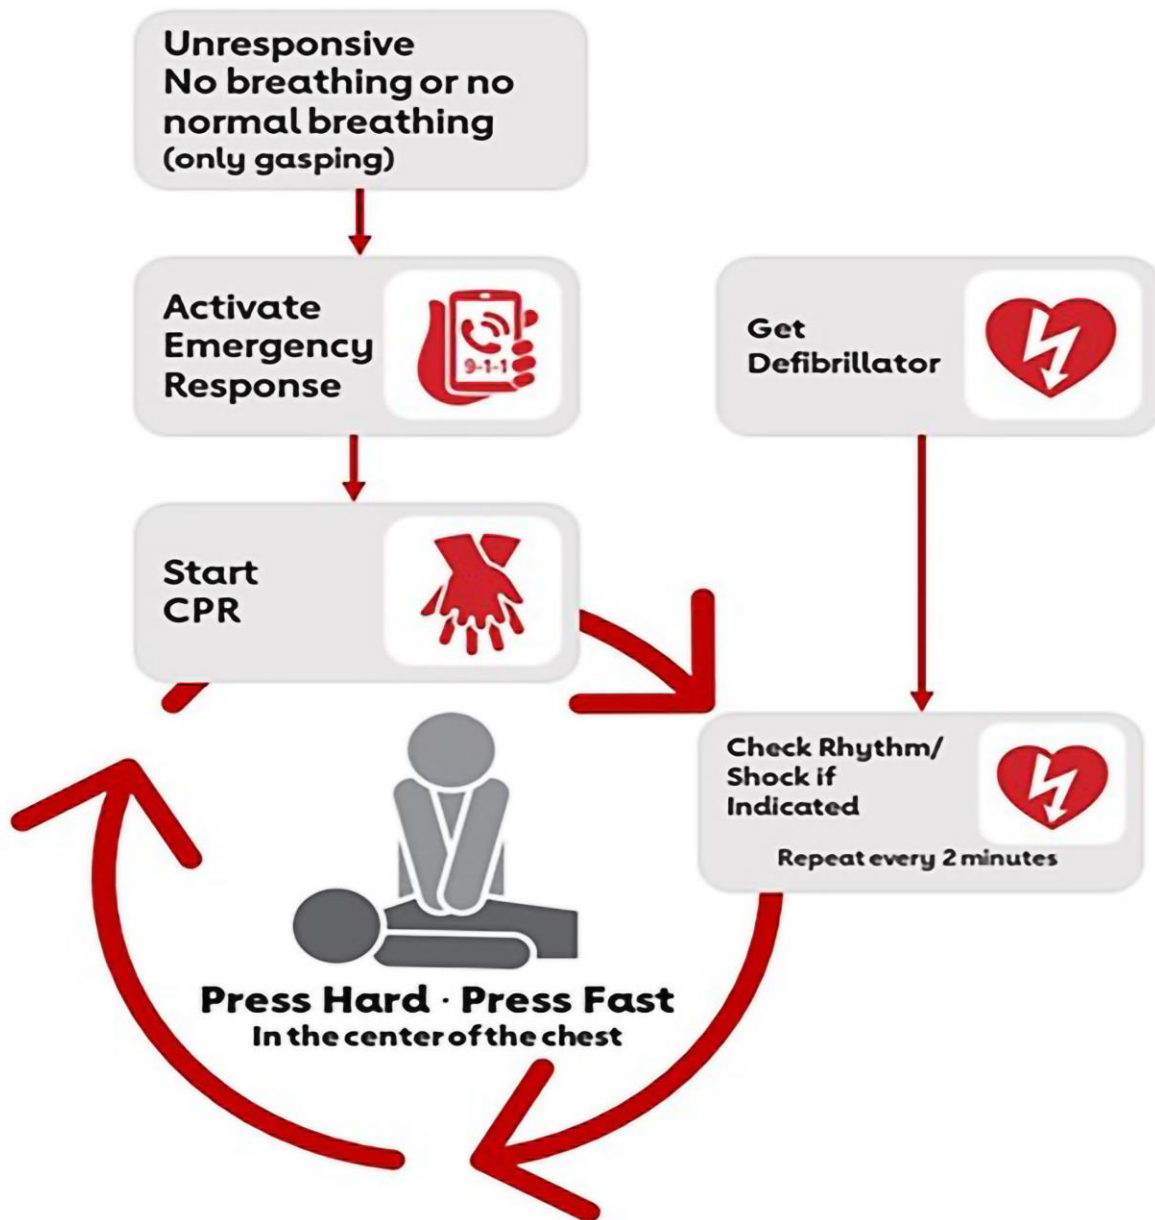 Unresponsive
No breathing or no
normal breathing
(only gasping)
Activate
Emergency
Response
9-1-1
Get
Defibrillator
Start
CPR
Check Rhythm/
Shock if
Indicated
Repeat every 2 minutes
Press Hard · Press Fast
In the center of the chest